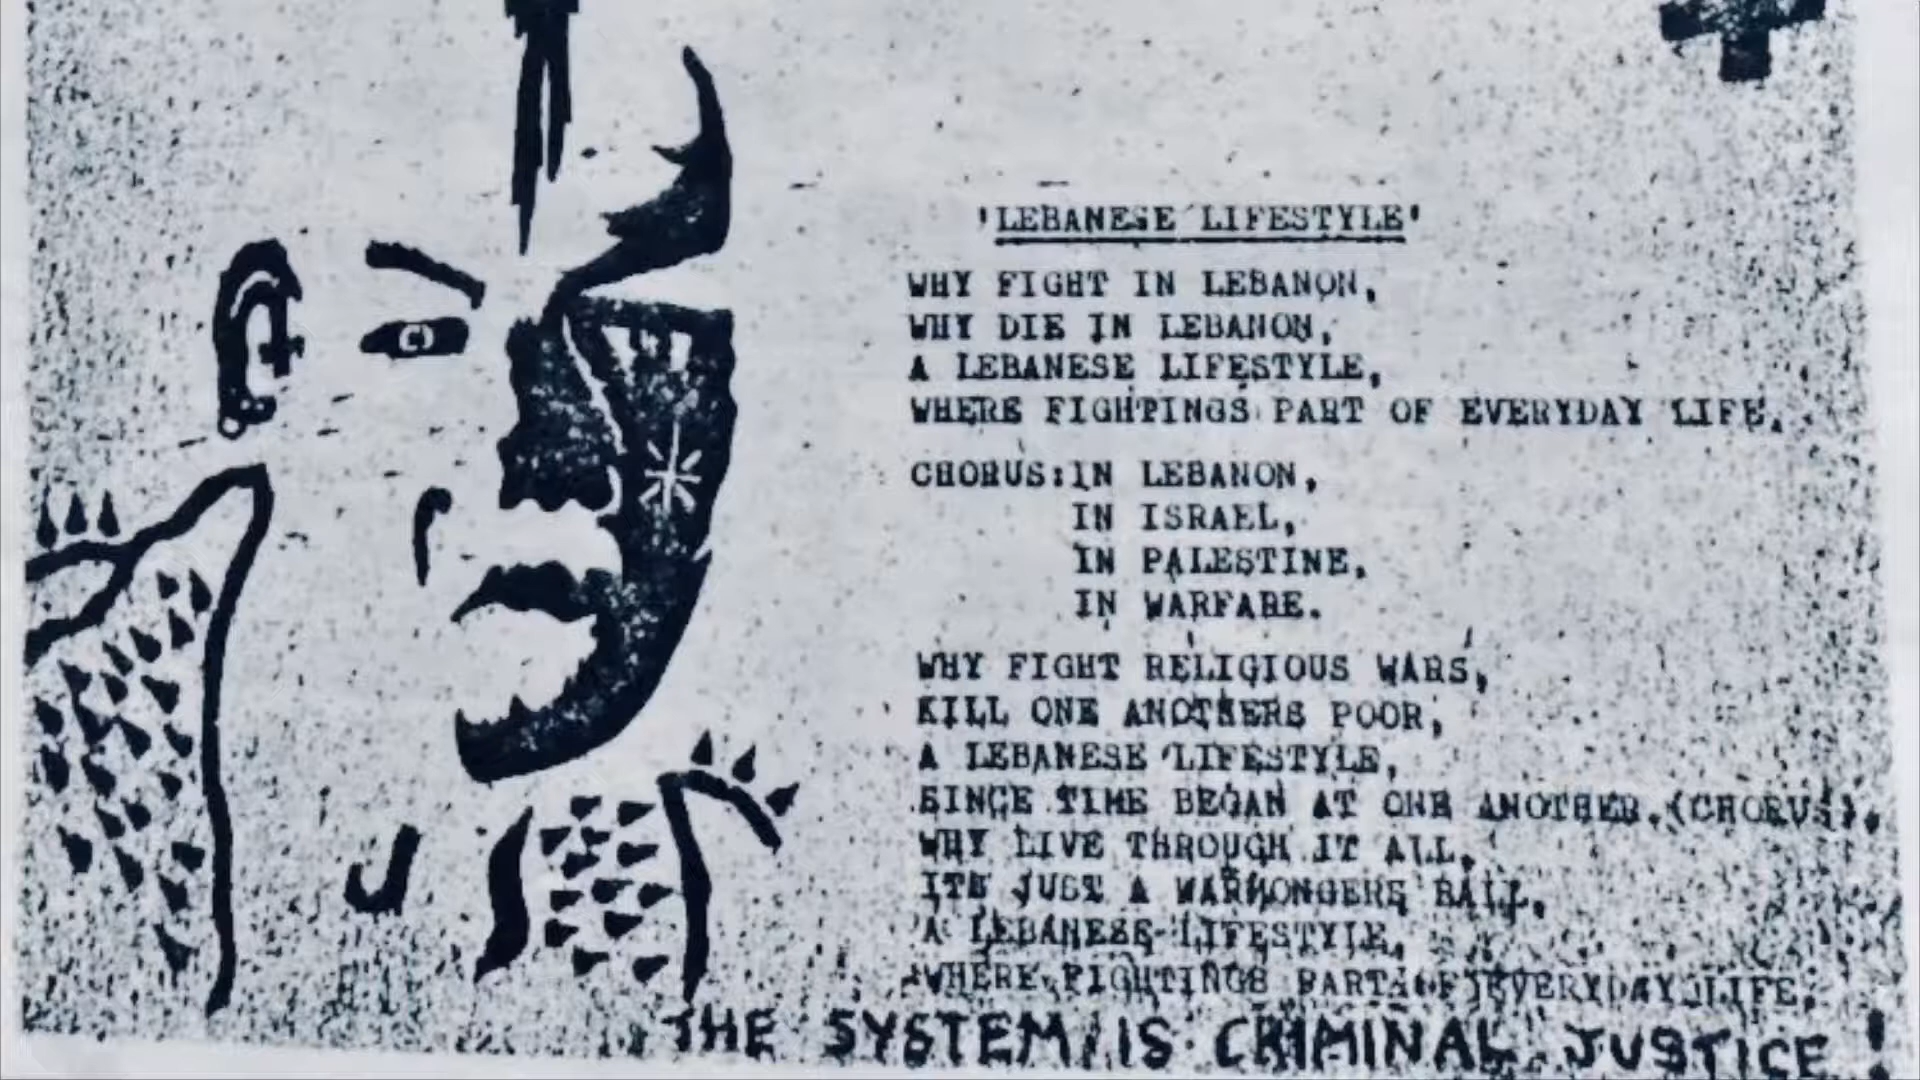 'LEBANESE LIFESTYLE'
WHY FIGHT IN LEBANON,
WHY DIE IN LEBANON,
A LEBANESE LIFESTYLE,
WHERE FIGHTINGS PART OF EVERYDAY LIFE.
CHORUS:IN LEBANON,
IN ISRAEL,
IN PALESTINE,
IN WARFARE.
WHY FIGHT RELIGIOUS WARS,
KILL ONE ANOTHERS POOR,
A LEBANESE LIFESTYLE,
SINCE TIME BEGAN AT ONE ANOTHER.(CHORUS).
WHY LIVE THROUGH IT ALL,
ITS JUST A WARMONGERS BALL,
A LEBANESE LIFESTYLE,
WHERE FIGHTINGS PART OF EVERYDAY LIFE.
THE SYSTEM IS CRIMINAL JUSTICE!